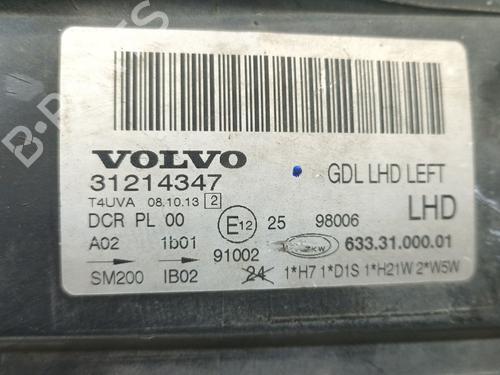 VOLVO
31214347
GDL LHD LEFT
T4UVA 08.10.13 2
LHD
DCR PL 00
E12 25 98006
A02 1b01
91002
ZKW 633.31.000.01
SM200 IB02
24 1*H7 1*D1S 1*H21W 2*W5W